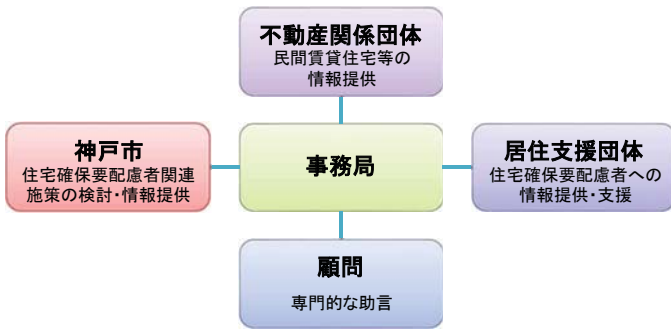 不動産関係団体
民間賃貸住宅等の
情報提供
神戸市
住宅確保要配慮者関連
施策の検討・情報提供
事務局
居住支援団体
住宅確保要配慮者への
情報提供・支援
顧問
専門的な助言